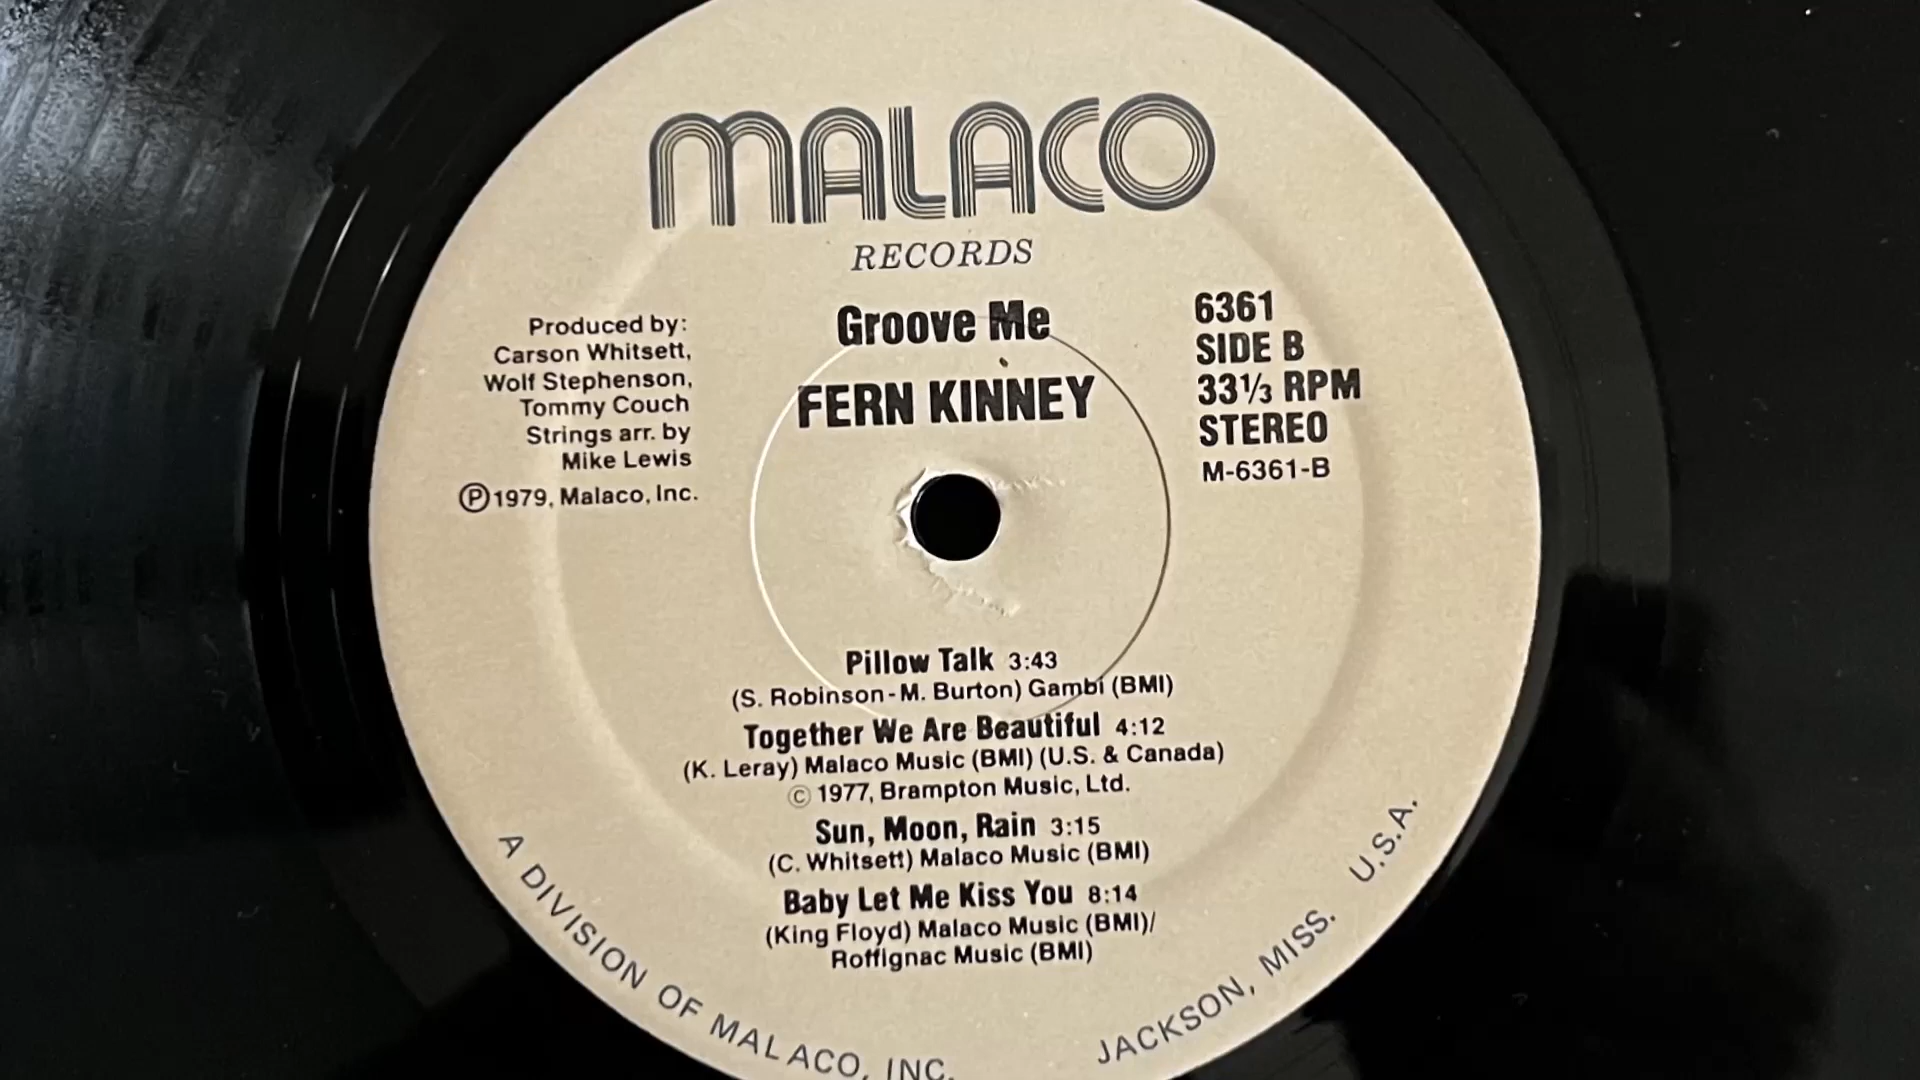 MALACO
RECORDS
Groove Me
FERN KINNEY
Produced by:
Carson Whitsett,
Wolf Stephenson,
Tommy Couch
Strings arr. by
Mike Lewis
Ⓟ1979, Malaco, Inc.
6361
SIDE B
33⅓ RPM
STEREO
M-6361-B
Pillow Talk 3:43
(S. Robinson-M. Burton) Gambi (BMI)
Together We Are Beautiful 4:12
(K. Leray) Malaco Music (BMI) (U.S. & Canada)
© 1977, Brampton Music, Ltd.
Sun, Moon, Rain 3:15
(C. Whitsett) Malaco Music (BMI)
Baby Let Me Kiss You 8:14
(King Floyd) Malaco Music (BMI)/
Roffignac Music (BMI)
A DIVISION OF MALACO, INC. JACKSON, MISS. U.S.A.